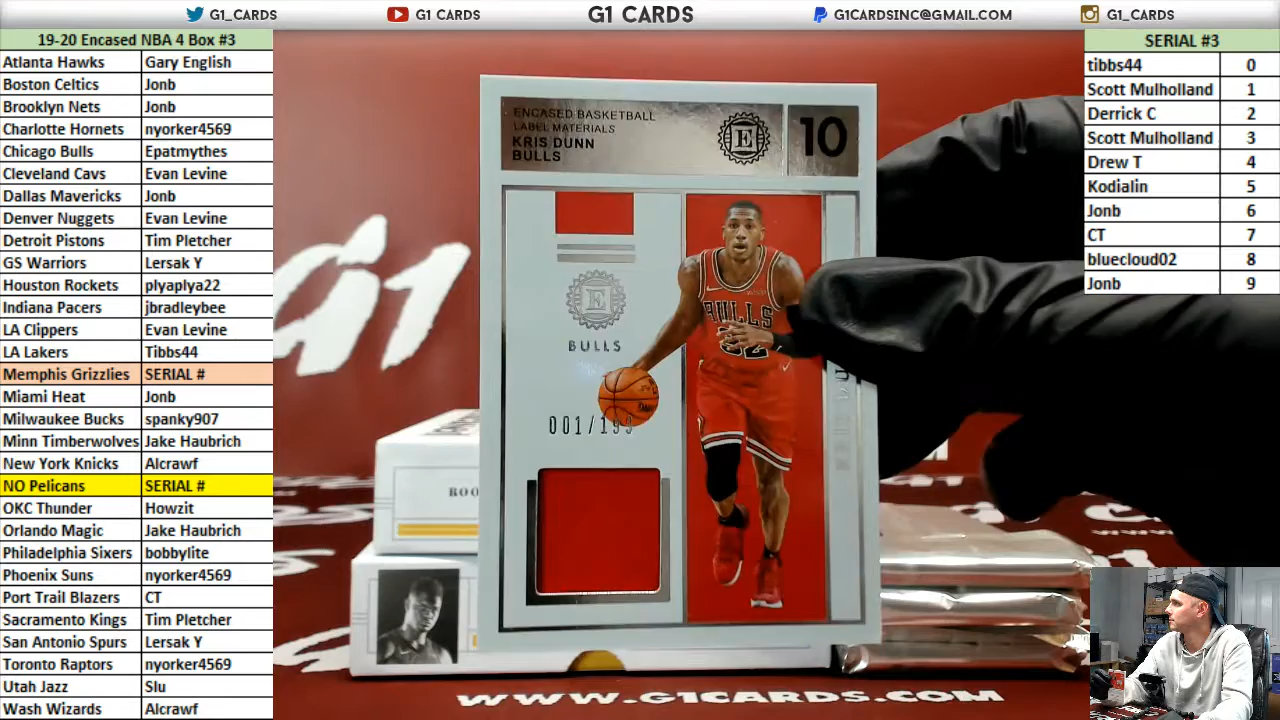 G1_CARDS
G1 CARDS
G1 CARDS
G1CARDSINC@GMAIL.COM
G1_CARDS
19-20 Encased NBA 4 Box #3
Atlanta Hawks Gary English
Boston Celtics Jonb
Brooklyn Nets Jonb
Charlotte Hornets nyorker4569
Chicago Bulls Epatmythes
Cleveland Cavs Evan Levine
Dallas Mavericks Jonb
Denver Nuggets Evan Levine
Detroit Pistons Tim Pletcher
GS Warriors Lersak Y
Houston Rockets plyaplya22
Indiana Pacers jbradleybee
LA Clippers Evan Levine
LA Lakers Tibbs44
Memphis Grizzlies SERIAL #
Miami Heat Jonb
Milwaukee Bucks spanky907
Minn Timberwolves Jake Haubrich
New York Knicks Alcrawf
NO Pelicans SERIAL #
OKC Thunder Howzit
Orlando Magic Jake Haubrich
Philadelphia Sixers bobbylite
Phoenix Suns nyorker4569
Port Trail Blazers CT
Sacramento Kings Tim Pletcher
San Antonio Spurs Lersak Y
Toronto Raptors nyorker4569
Utah Jazz Slu
Wash Wizards Alcrawf
ENCASED BASKETBALL
LABEL MATERIALS
KRIS DUNN
BULLS
E
10
E
BULLS
BULLS
32
001/199
G1
WWW.G1CARDS.COM
SERIAL #3
tibbs44 0
Scott Mulholland 1
Derrick C 2
Scott Mulholland 3
Drew T 4
Kodialin 5
Jonb 6
CT 7
bluecloud02 8
Jonb 9